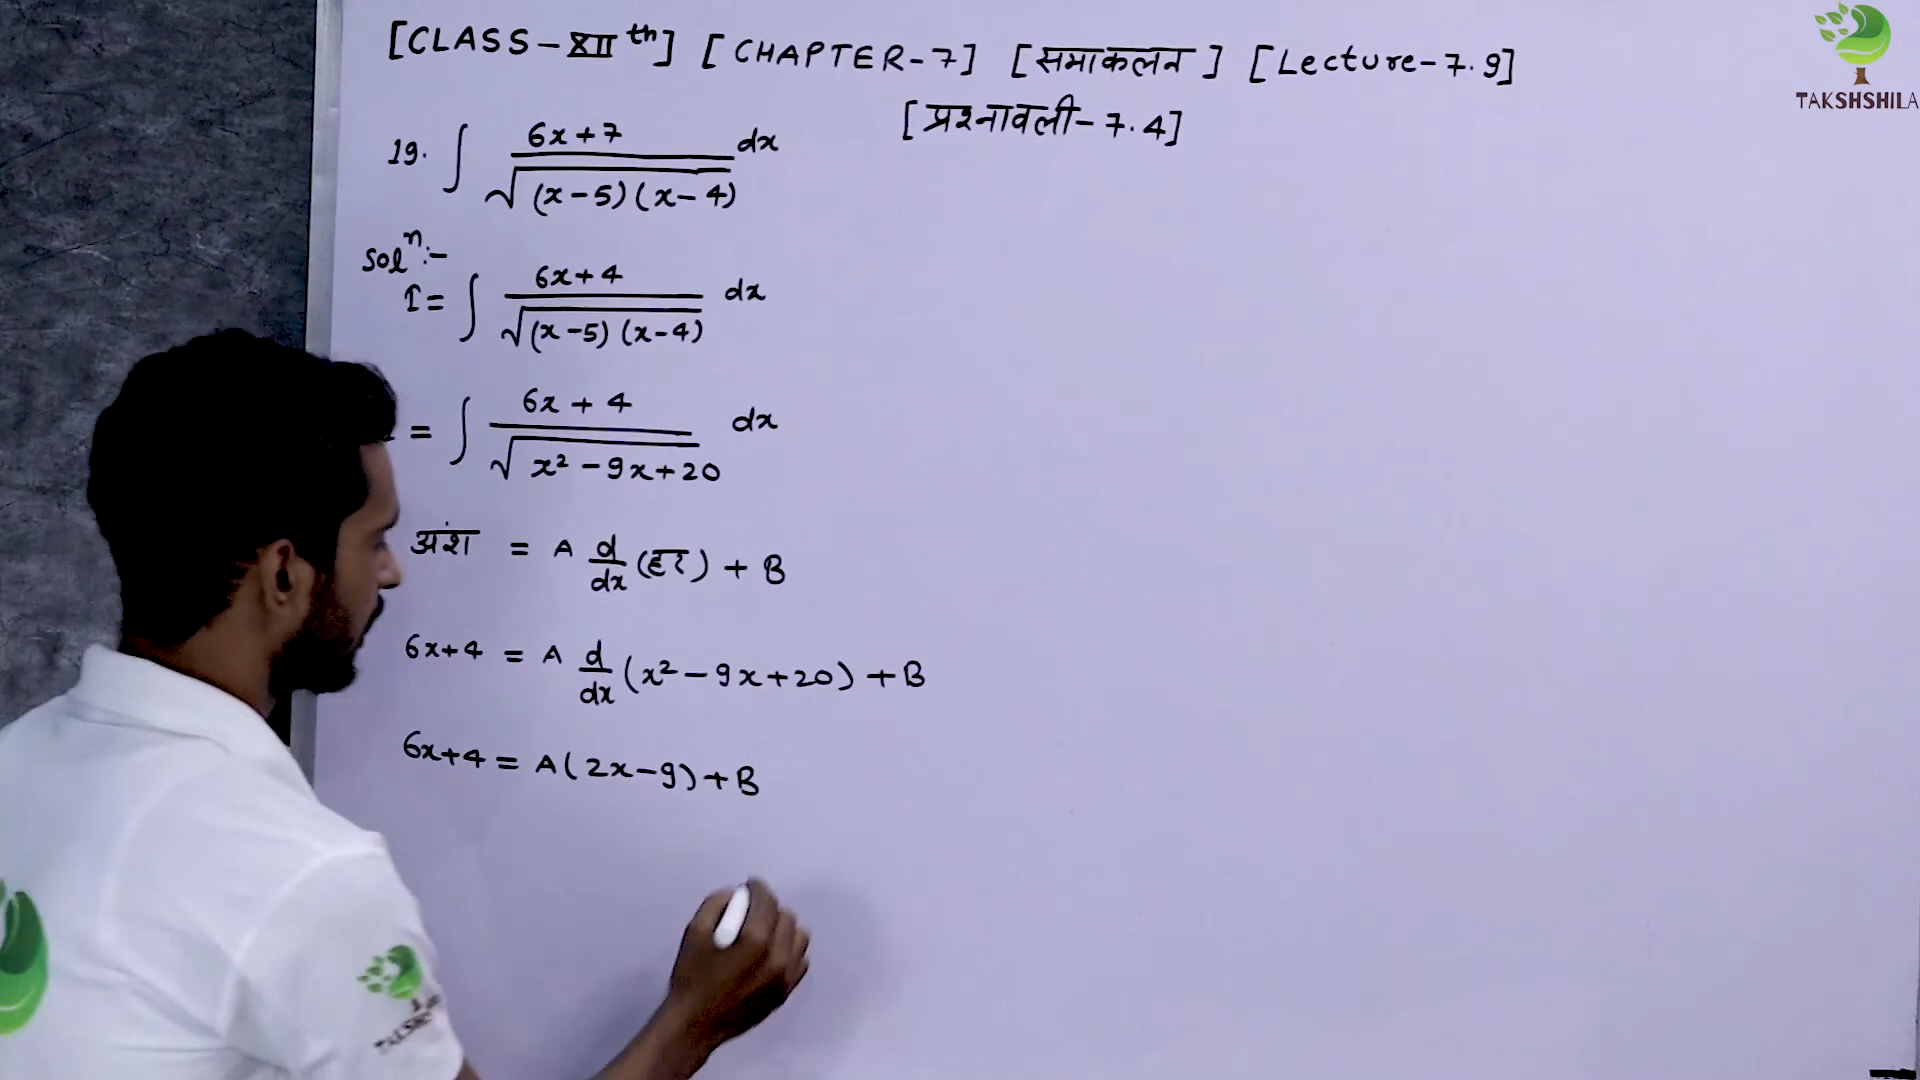 [CLASS-XII th] [CHAPTER-7] [समाकलन] [Lecture-7.9]
[प्रश्नावली-7.4]
TAKSHSHILA
19. ∫ 6x+7 / √(x-5)(x-4) dx
Solⁿ:-
I = ∫ 6x+4 / √(x-5)(x-4) dx
= ∫ 6x+4 / √x²-9x+20 dx
अंश = A d/dx (हर) + B
6x+4 = A d/dx (x²-9x+20) + B
6x+4 = A(2x-9)+B